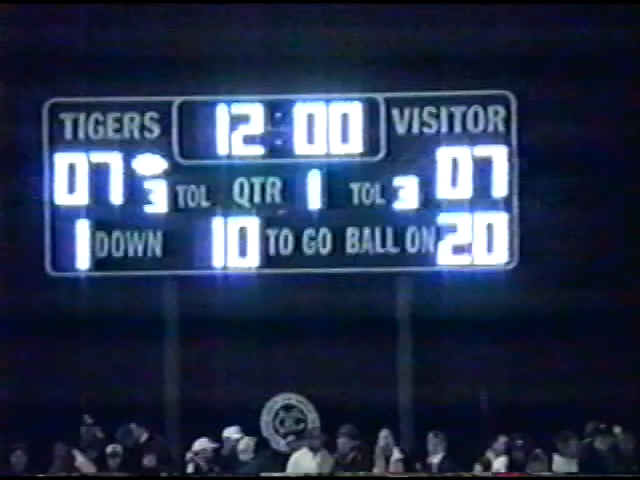 TIGERS 12:00 VISITOR
07 3 TOL QTR 1 TOL 3 07
1 DOWN 10 TO GO BALL ON 20